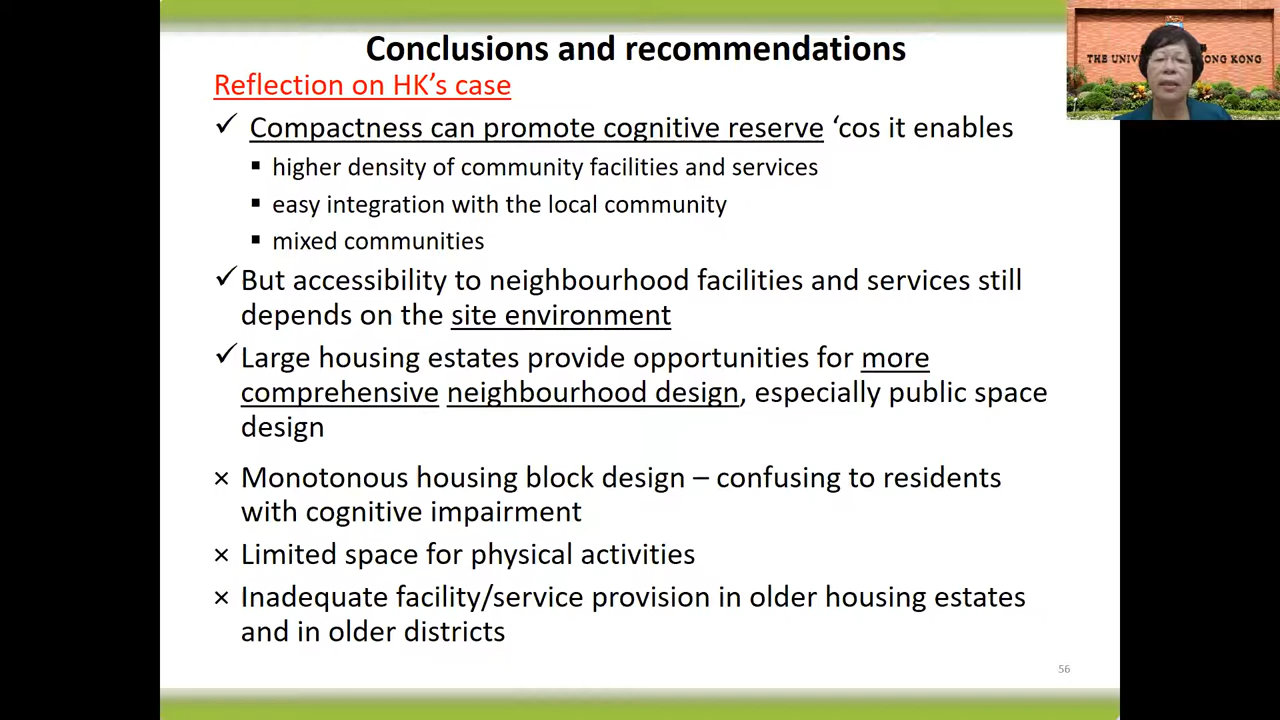 Conclusions and recommendations
Reflection on HK's case
✓ Compactness can promote cognitive reserve 'cos it enables
▪ higher density of community facilities and services
▪ easy integration with the local community
▪ mixed communities
✓ But accessibility to neighbourhood facilities and services still
depends on the site environment
✓ Large housing estates provide opportunities for more
comprehensive neighbourhood design, especially public space
design
× Monotonous housing block design – confusing to residents
with cognitive impairment
× Limited space for physical activities
× Inadequate facility/service provision in older housing estates
and in older districts
56
THE KONG